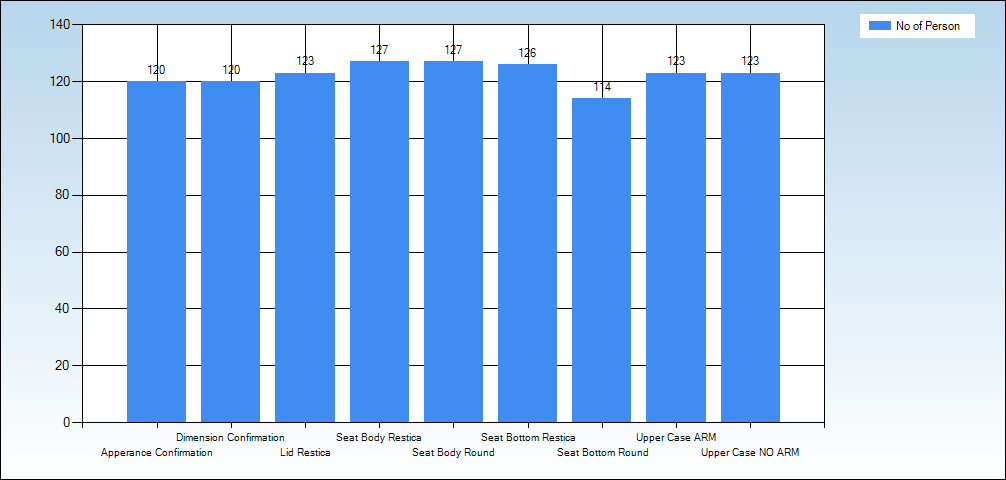 No of Person
140
120
100
80
60
40
20
0
120
120
123
127
127
126
114
123
123
Apperance Confirmation
Dimension Confirmation
Lid Restica
Seat Body Restica
Seat Body Round
Seat Bottom Restica
Seat Bottom Round
Upper Case ARM
Upper Case NO ARM